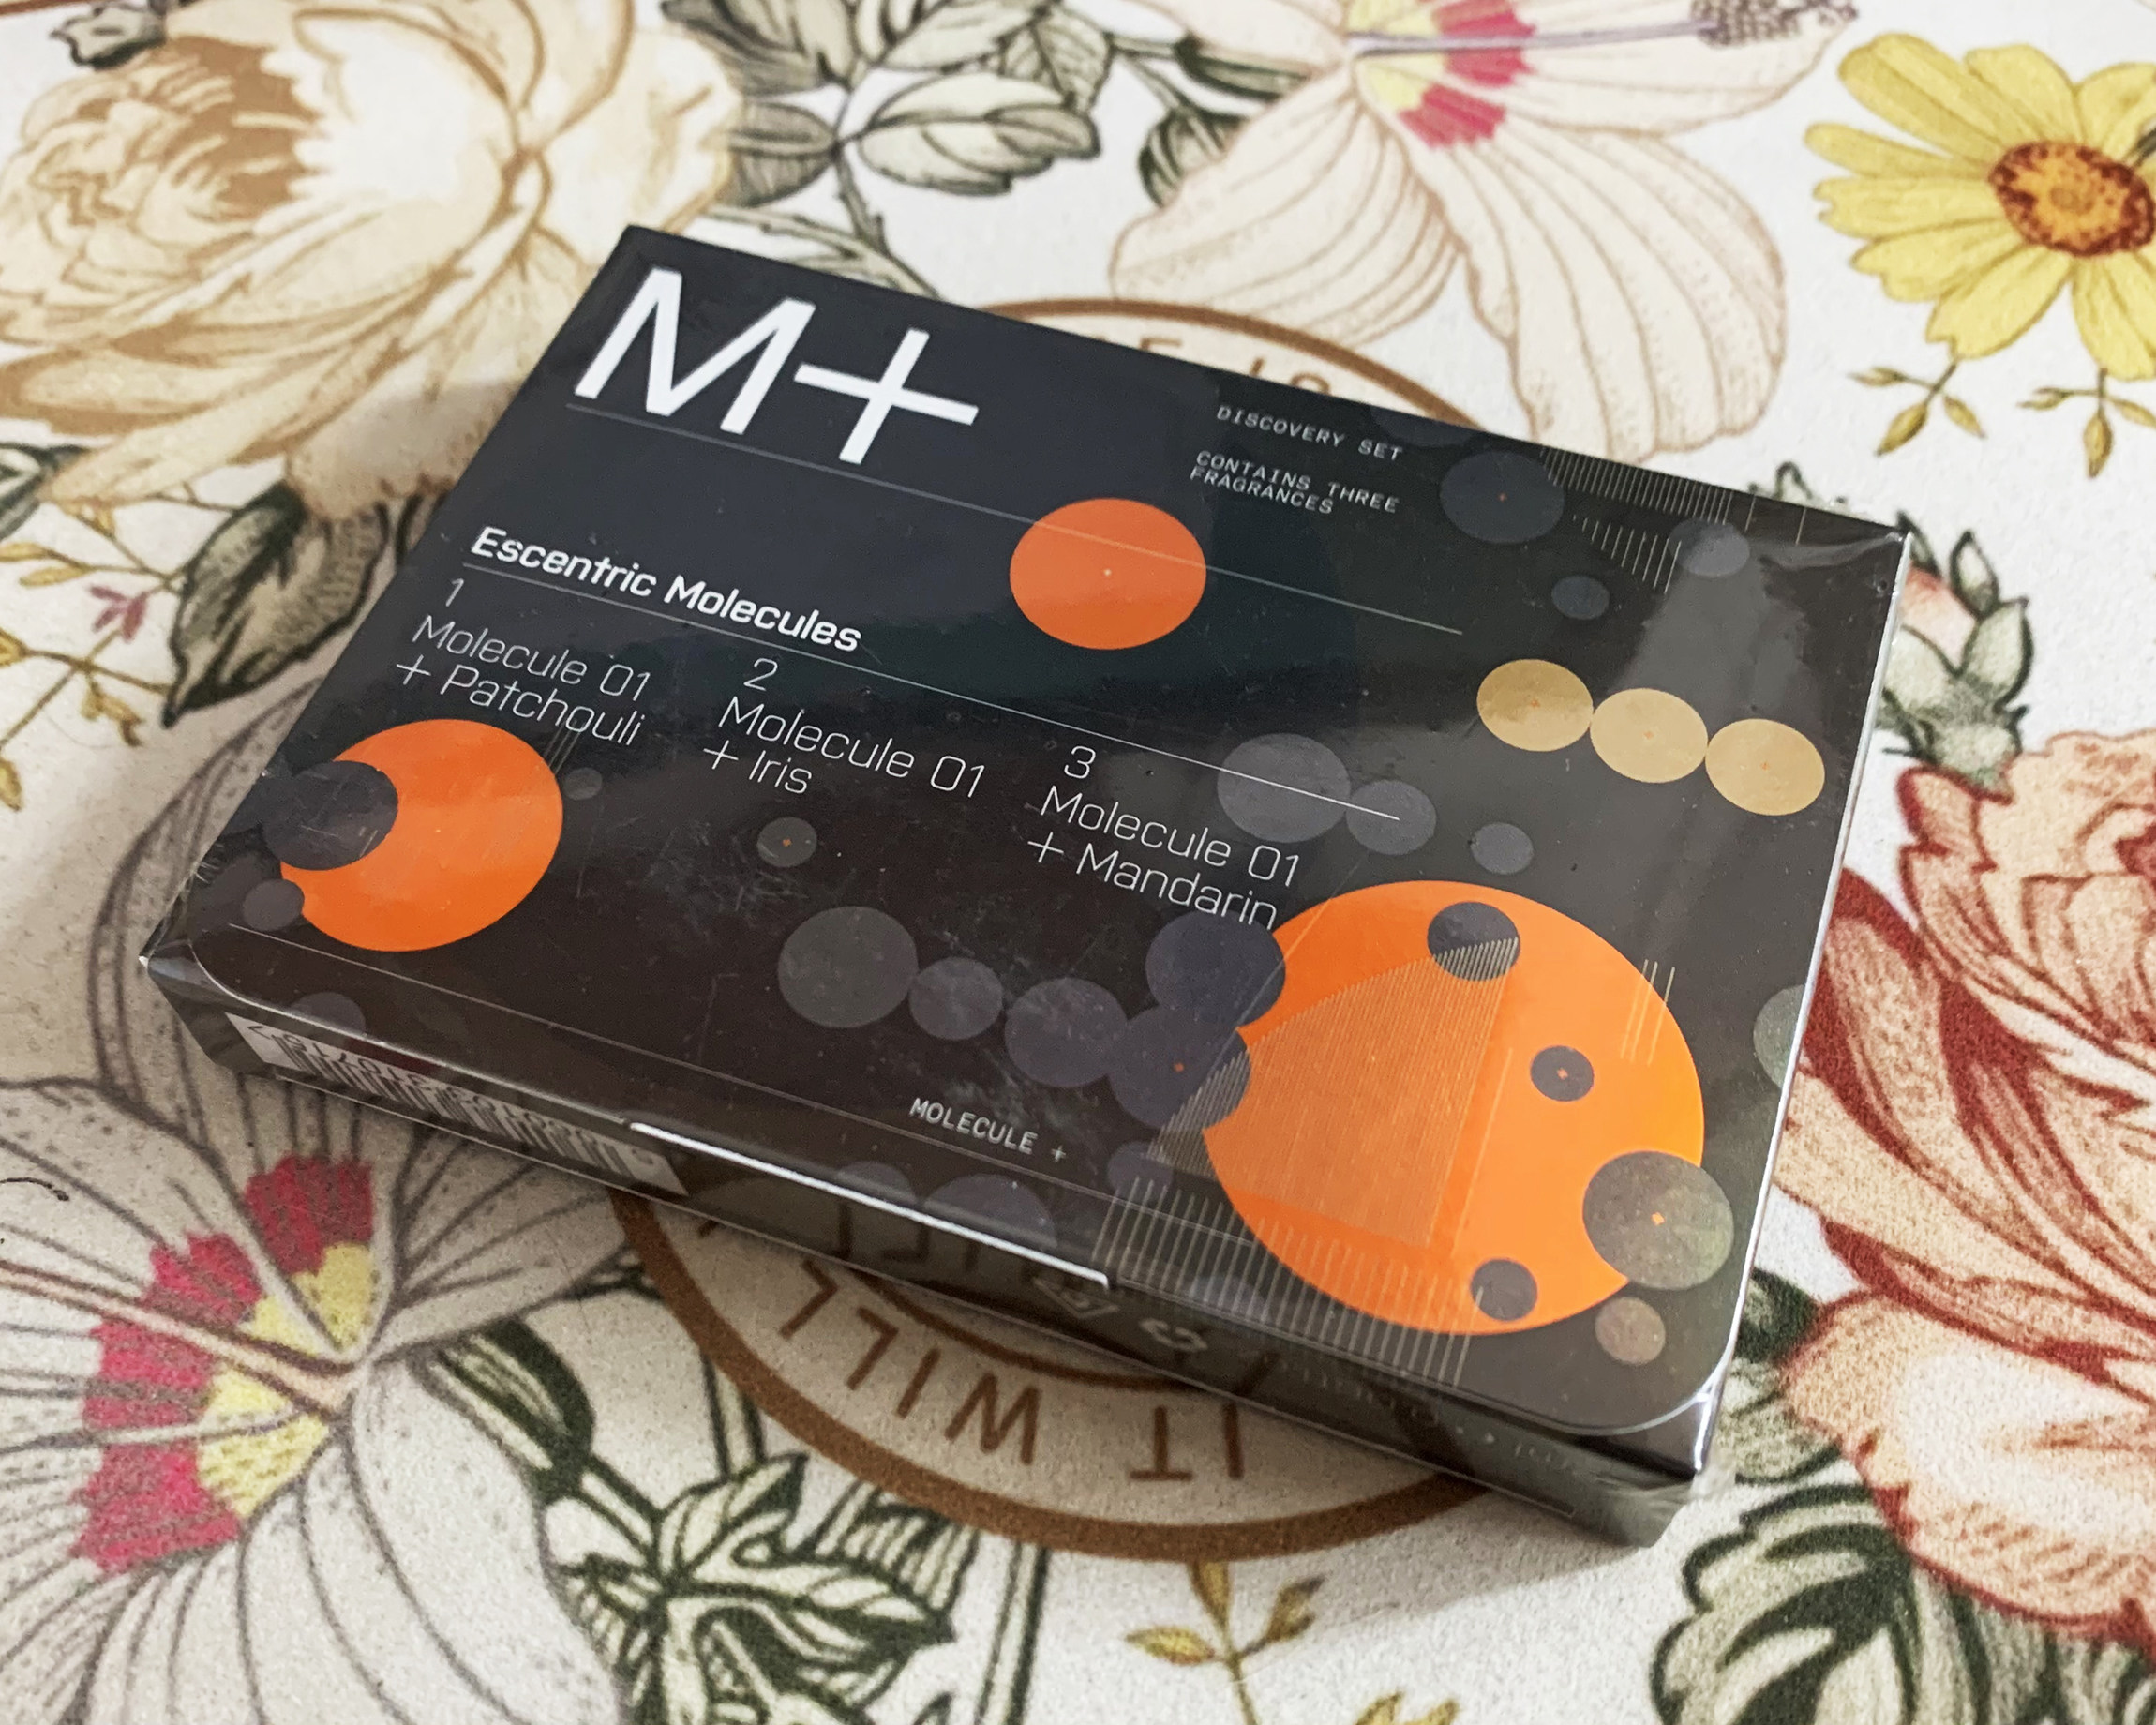 M+
DISCOVERY SET
CONTAINS THREE
FRAGRANCES
Escentric Molecules
1
Molecule 01
+ Patchouli
2
Molecule 01
+ Iris
3
Molecule 01
+ Mandarin
MOLECULE +
IT WILL